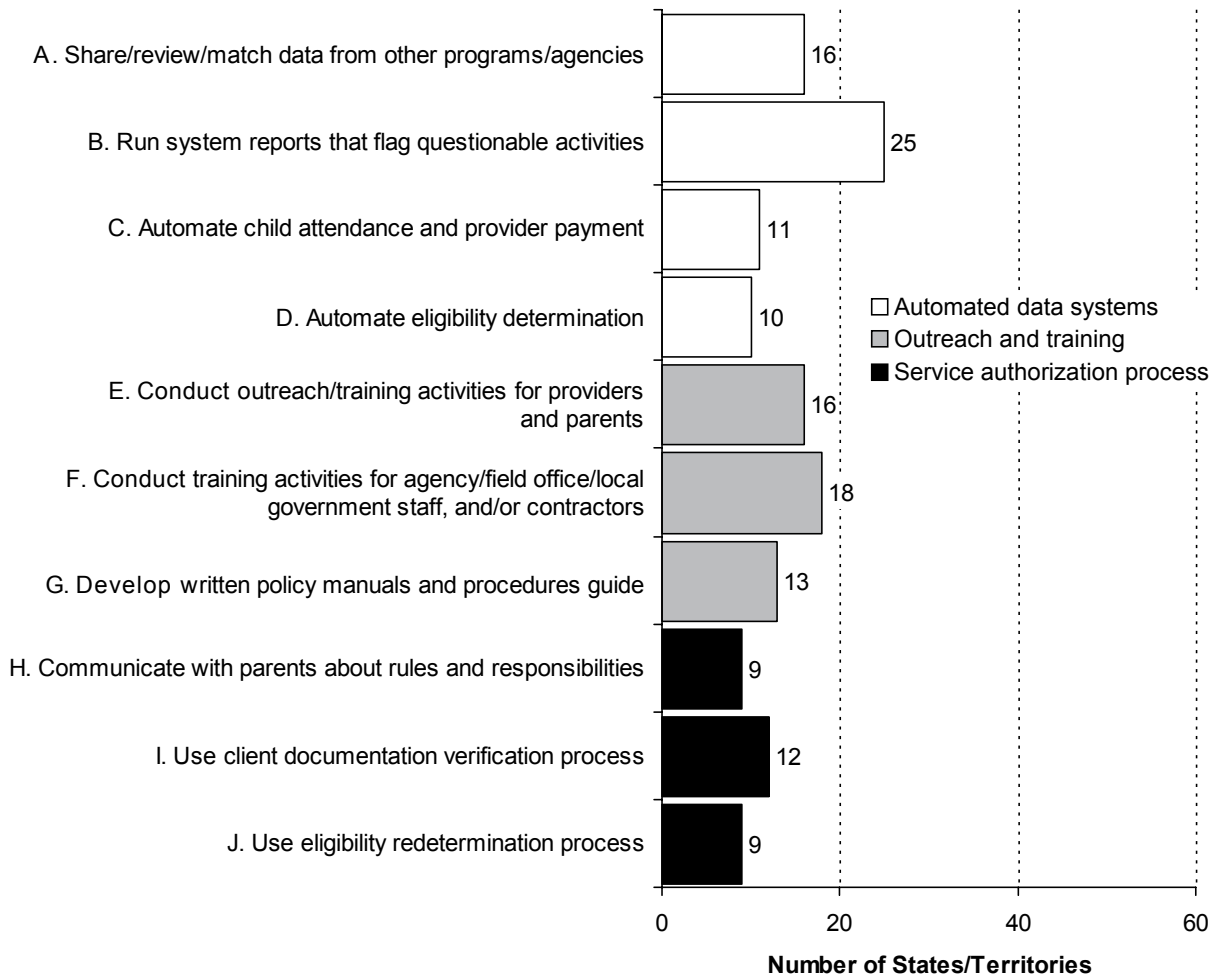 A. Share/review/match data from other programs/agencies
16
B. Run system reports that flag questionable activities
25
C. Automate child attendance and provider payment
11
D. Automate eligibility determination
10
Automated data systems
Outreach and training
Service authorization process
E. Conduct outreach/training activities for providers
and parents
16
F. Conduct training activities for agency/field office/local
government staff, and/or contractors
18
G. Develop written policy manuals and procedures guide
13
H. Communicate with parents about rules and responsibilities
9
I. Use client documentation verification process
12
J. Use eligibility redetermination process
9
0 20 40 60
Number of States/Territories